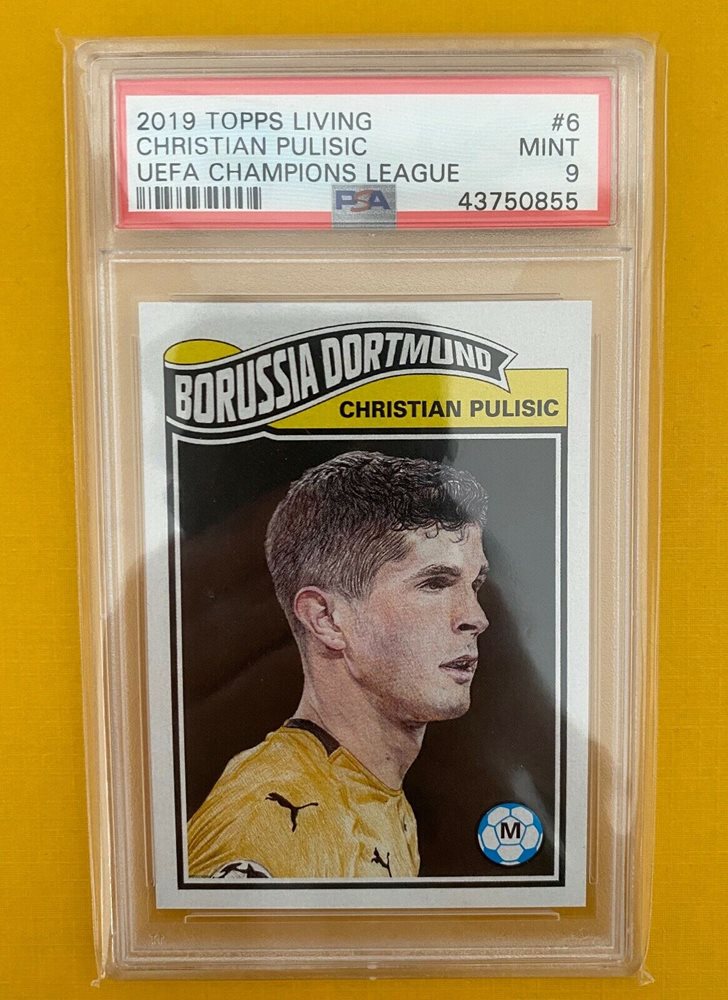 2019 TOPPS LIVING #6
CHRISTIAN PULISIC MINT
UEFA CHAMPIONS LEAGUE 9
PSA 43750855
BORUSSIA DORTMUND
CHRISTIAN PULISIC
M